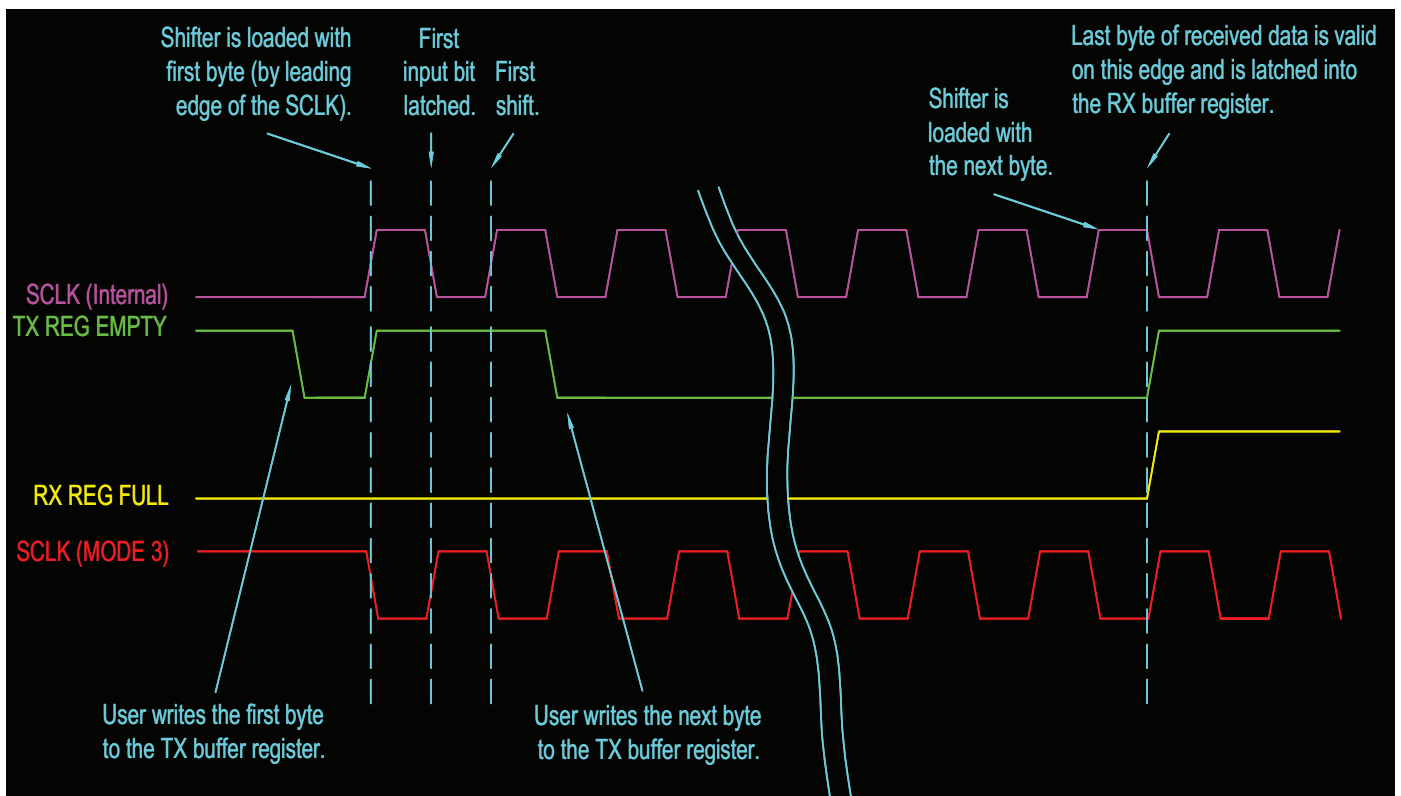 Shifter is loaded with
first byte (by leading
edge of the SCLK).
First
input bit
latched.
First
shift.
Shifter is
loaded with
the next byte.
Last byte of received data is valid
on this edge and is latched into
the RX buffer register.
SCLK (Internal)
TX REG EMPTY
RX REG FULL
SCLK (MODE 3)
User writes the first byte
to the TX buffer register.
User writes the next byte
to the TX buffer register.